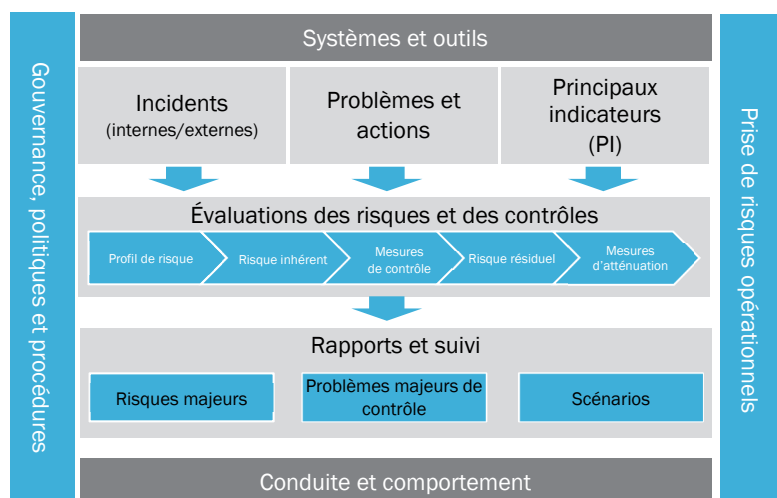 Systèmes et outils
Gouvernance, politiques et procédures
Incidents
(internes/externes)
Problèmes et
actions
Principaux
indicateurs
(PI)
Prise de risques opérationnels
Évaluations des risques et des contrôles
Profil de risque
Risque inhérent
Mesures
de contrôle
Risque résiduel
Mesures
d’atténuation
Rapports et suivi
Risques majeurs
Problèmes majeurs de
contrôle
Scénarios
Conduite et comportement